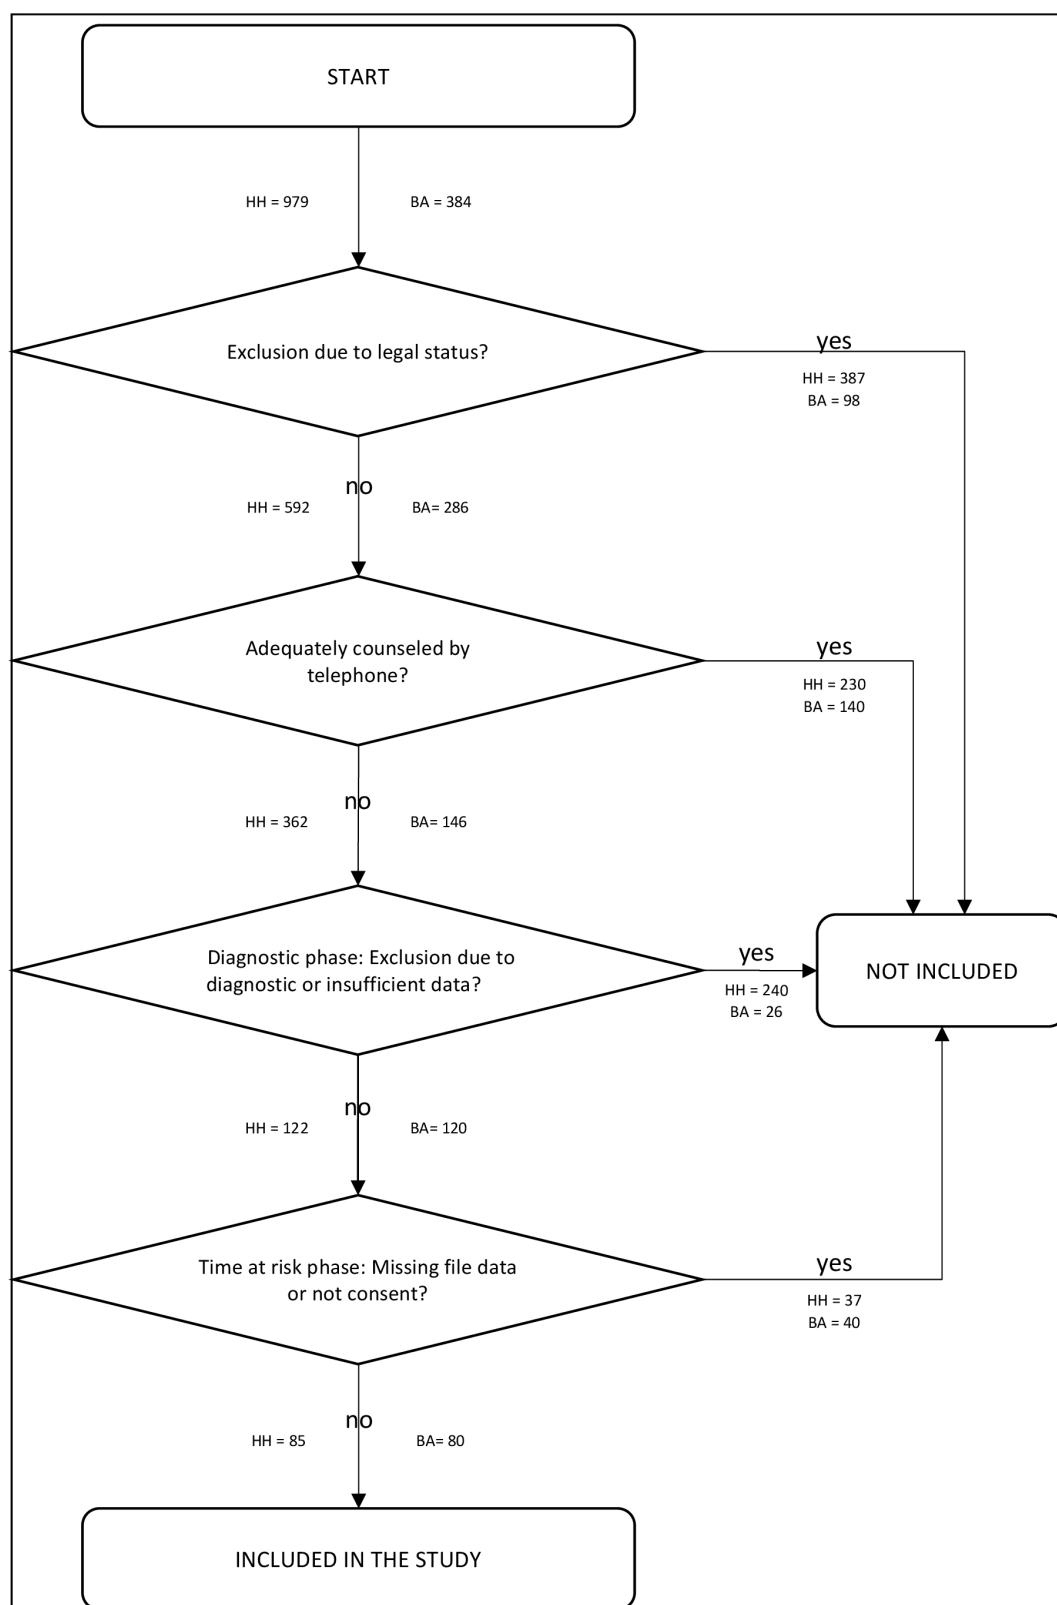 START
HH = 979 BA = 384
Exclusion due to legal status?
yes
HH = 387
BA = 98
no
HH = 592 BA= 286
Adequately counseled by
telephone?
yes
HH = 230
BA = 140
no
HH = 362 BA= 146
Diagnostic phase: Exclusion due to
diagnostic or insufficient data?
yes
HH = 240
BA = 26
NOT INCLUDED
no
HH = 122 BA= 120
Time at risk phase: Missing file data
or not consent?
yes
HH = 37
BA = 40
no
HH = 85 BA= 80
INCLUDED IN THE STUDY